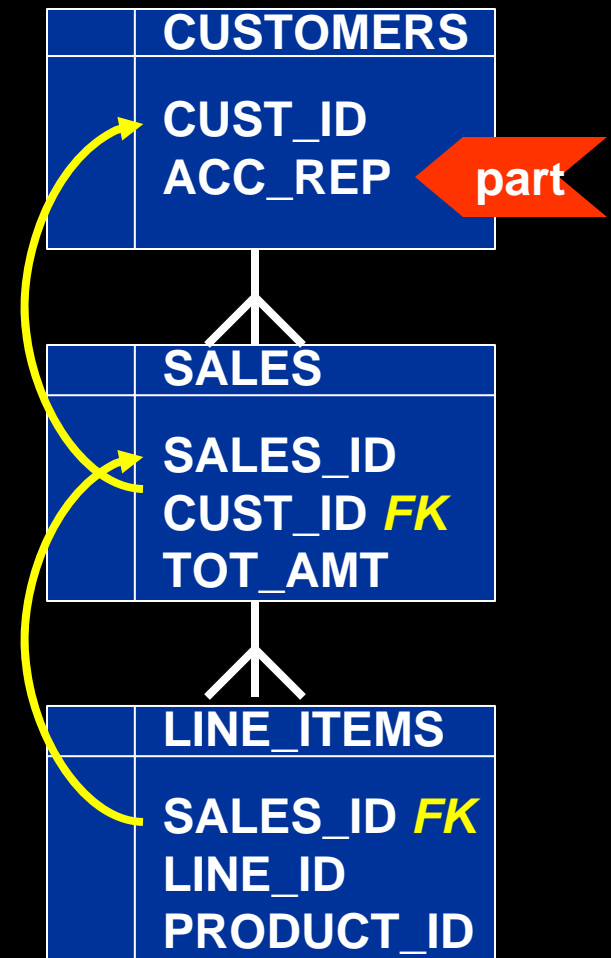 CUSTOMERS
CUST_ID
ACC_REP
part
SALES
SALES_ID
CUST_ID FK
TOT_AMT
LINE_ITEMS
SALES_ID FK
LINE_ID
PRODUCT_ID